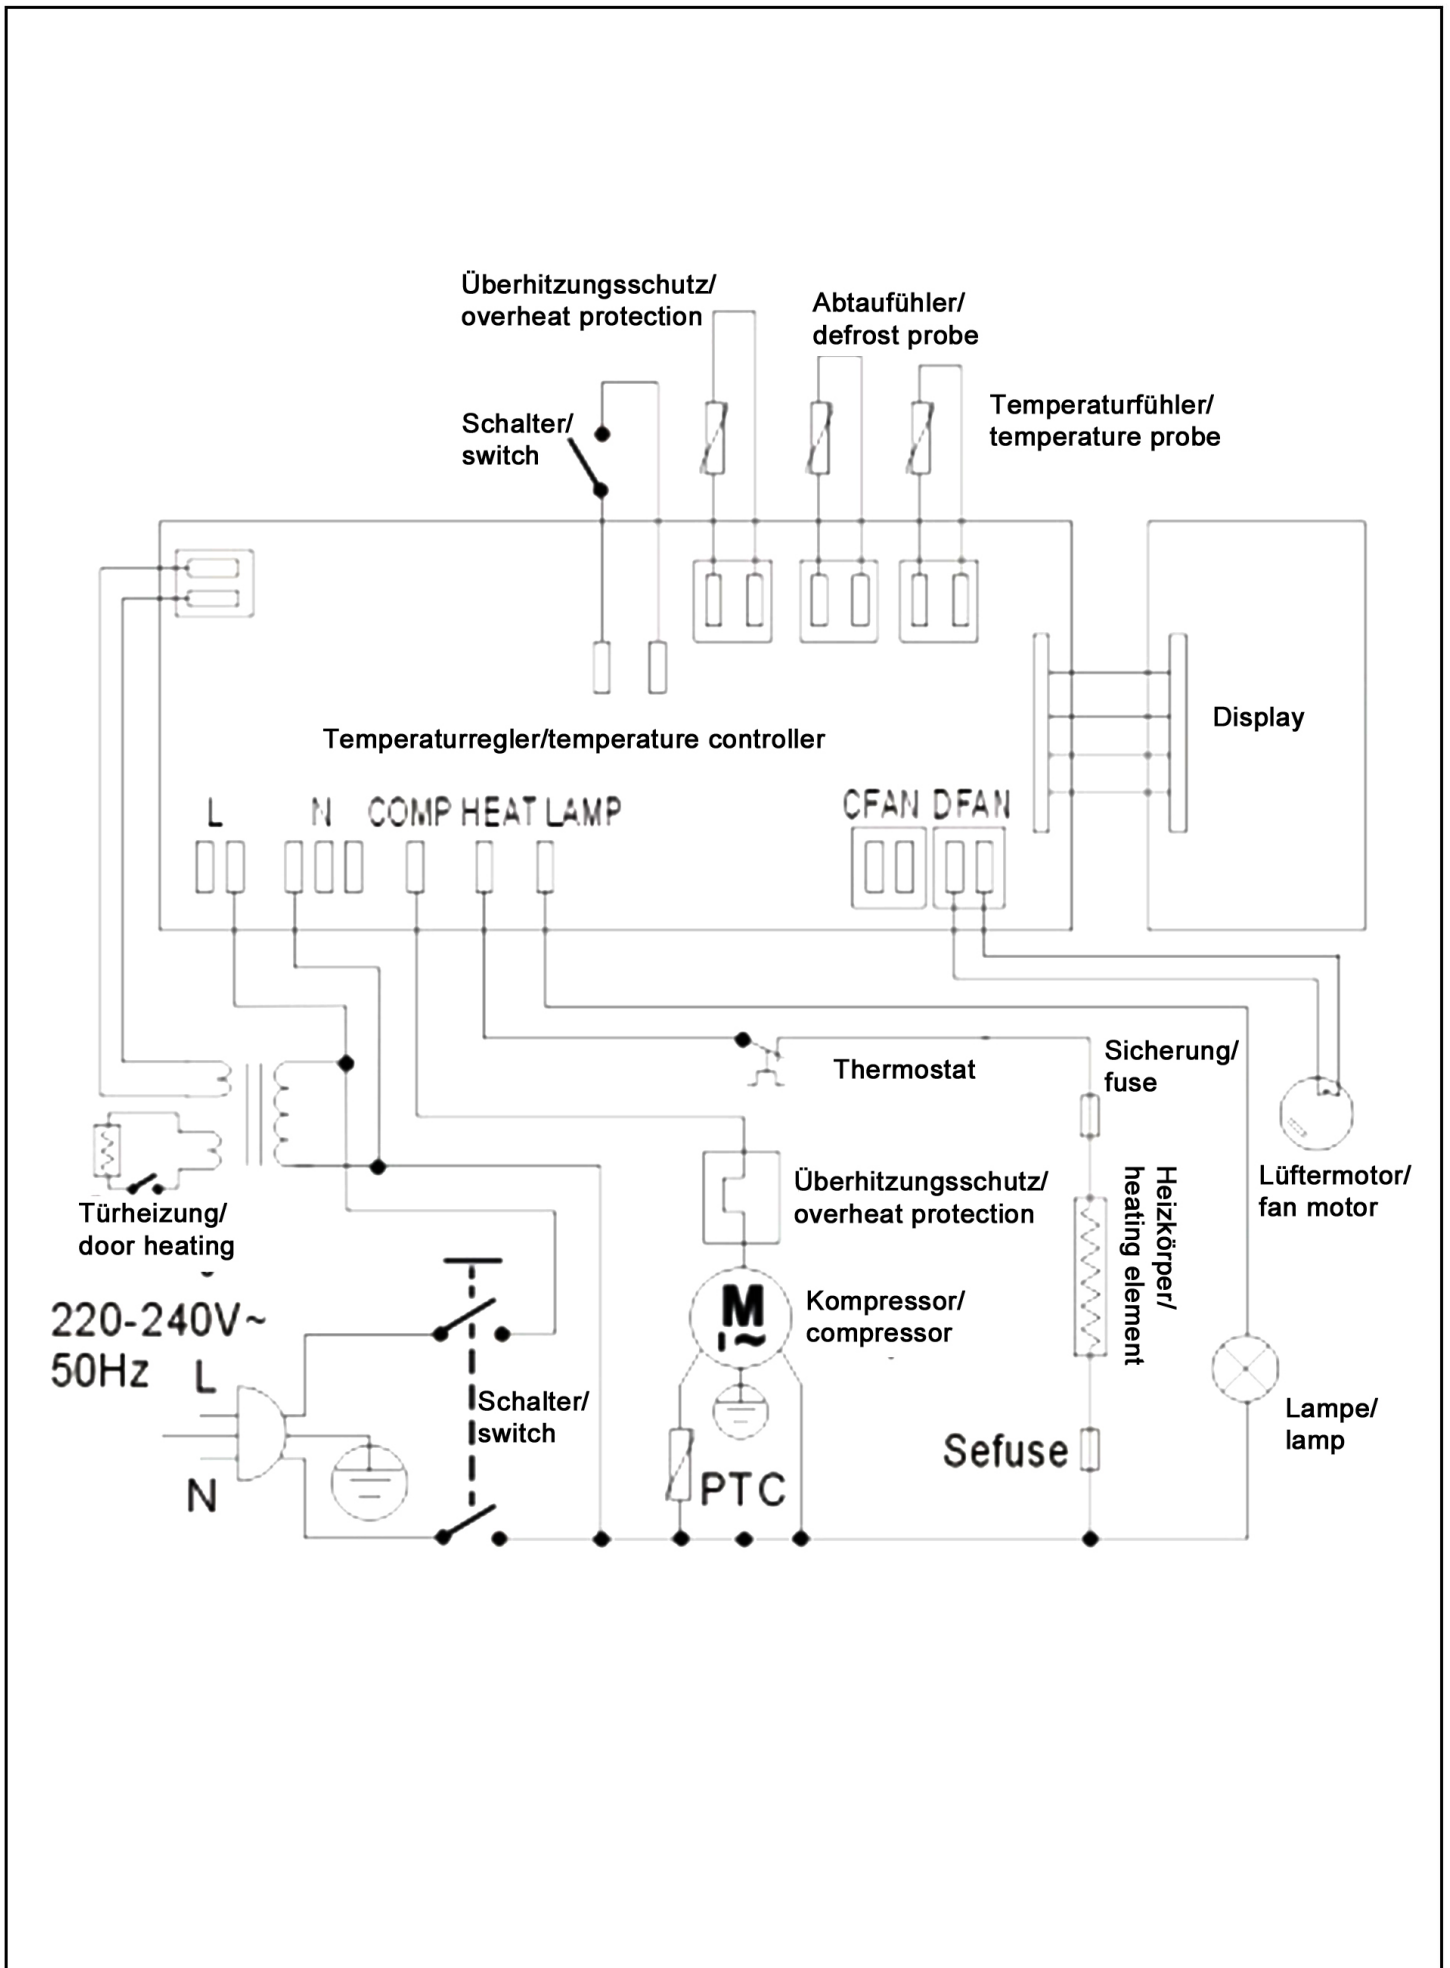 Überhitzungsschutz/
overheat protection
Abtaufühler/
defrost probe
Temperaturfühler/
temperature probe
Schalter/
switch
Display
Temperaturregler/temperature controller
L N COMP HEAT LAMP
CFAN DFAN
Thermostat
Sicherung/
fuse
Überhitzungsschutz/
overheat protection
Heizkörper/
heating element
Lüftermotor/
fan motor
Türheizung/
door heating
220-240V~
50Hz
L
M
1~
Kompressor/
compressor
Schalter/
switch
Lampe/
lamp
Sefuse
PTC
N